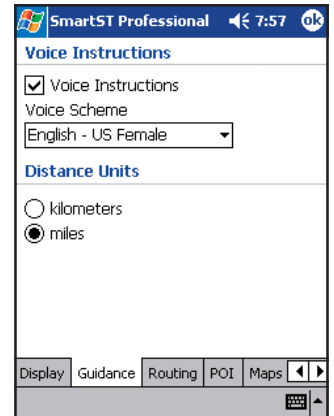 SmartST Professional 7:57 ok
Voice Instructions
Voice Instructions
Voice Scheme
English - US Female
Distance Units
kilometers
miles
Display Guidance Routing POI Maps